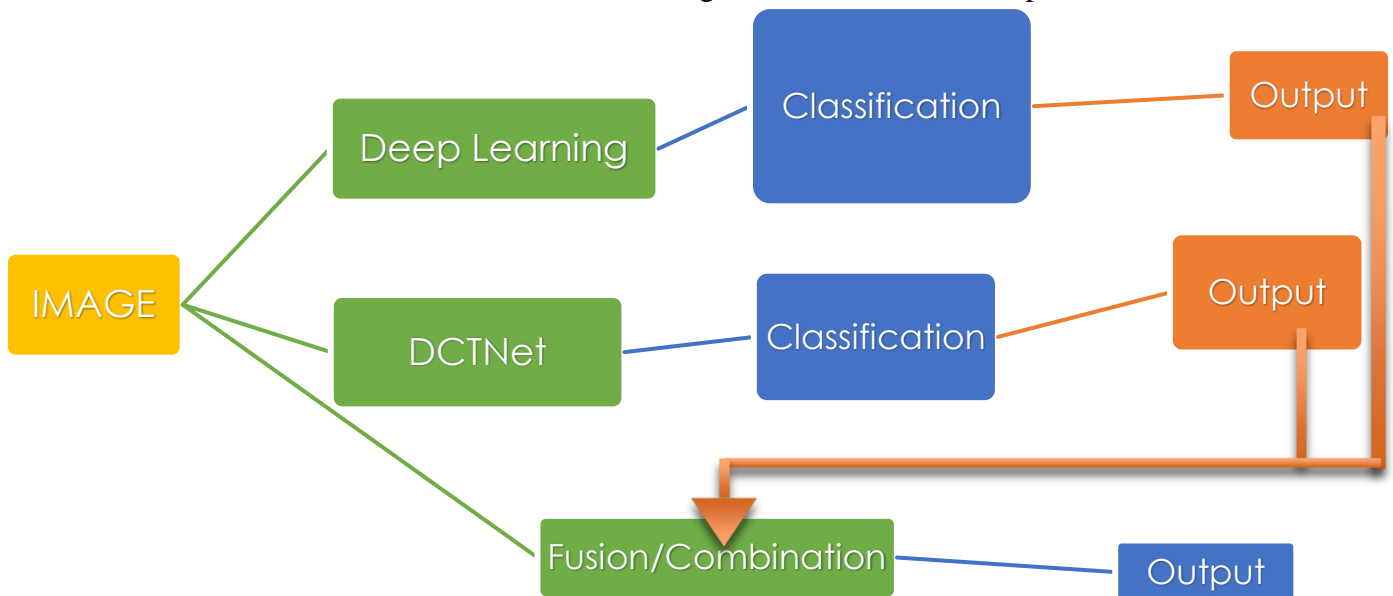 Deep Learning
Classification
Output
IMAGE
DCTNet
Classification
Output
Fusion/Combination
Output